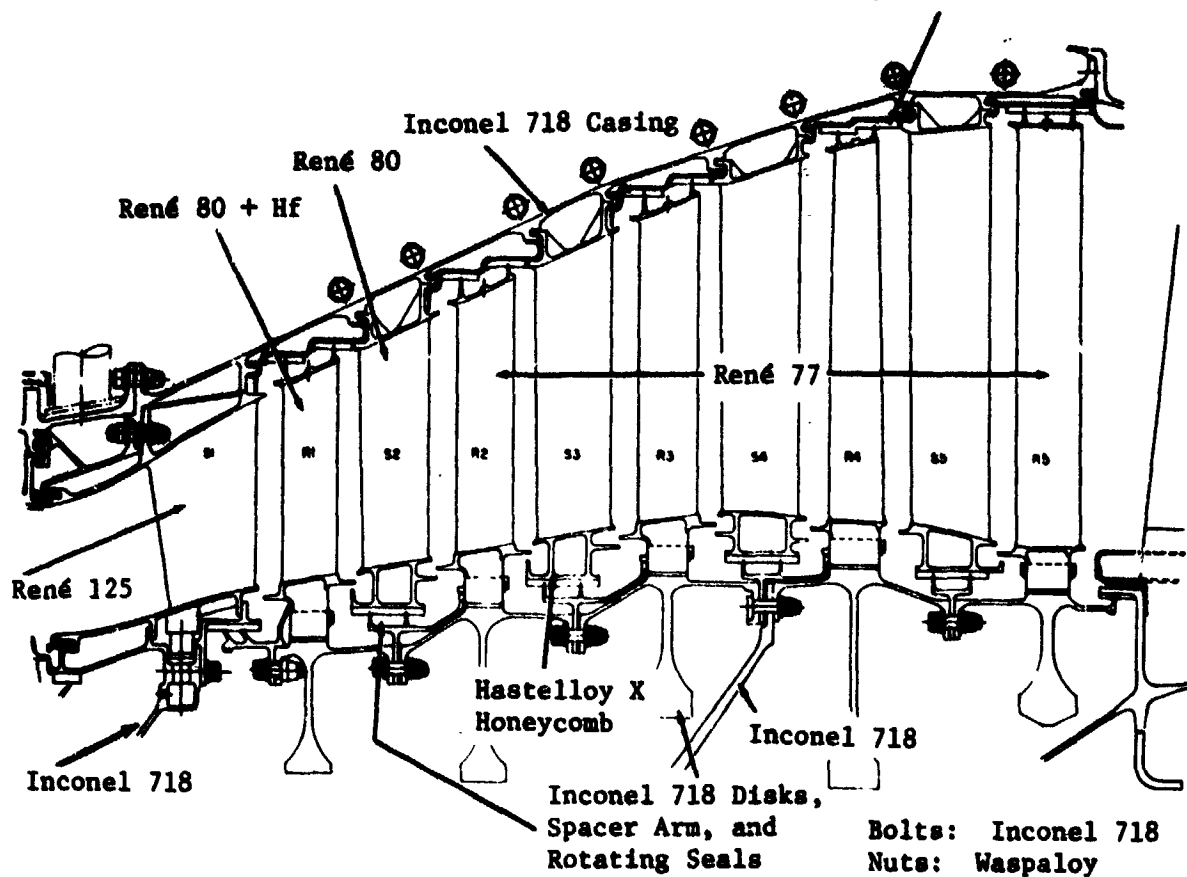 Inconel 718 Casing
René 80
René 80 + Hf
René 77
S1 R1 S2 R2 S3 R3 S4 R4 S5 R5
René 125
Hastelloy X
Honeycomb
Inconel 718
Inconel 718
Inconel 718 Disks,
Spacer Arm, and
Rotating Seals
Bolts: Inconel 718
Nuts: Waspaloy